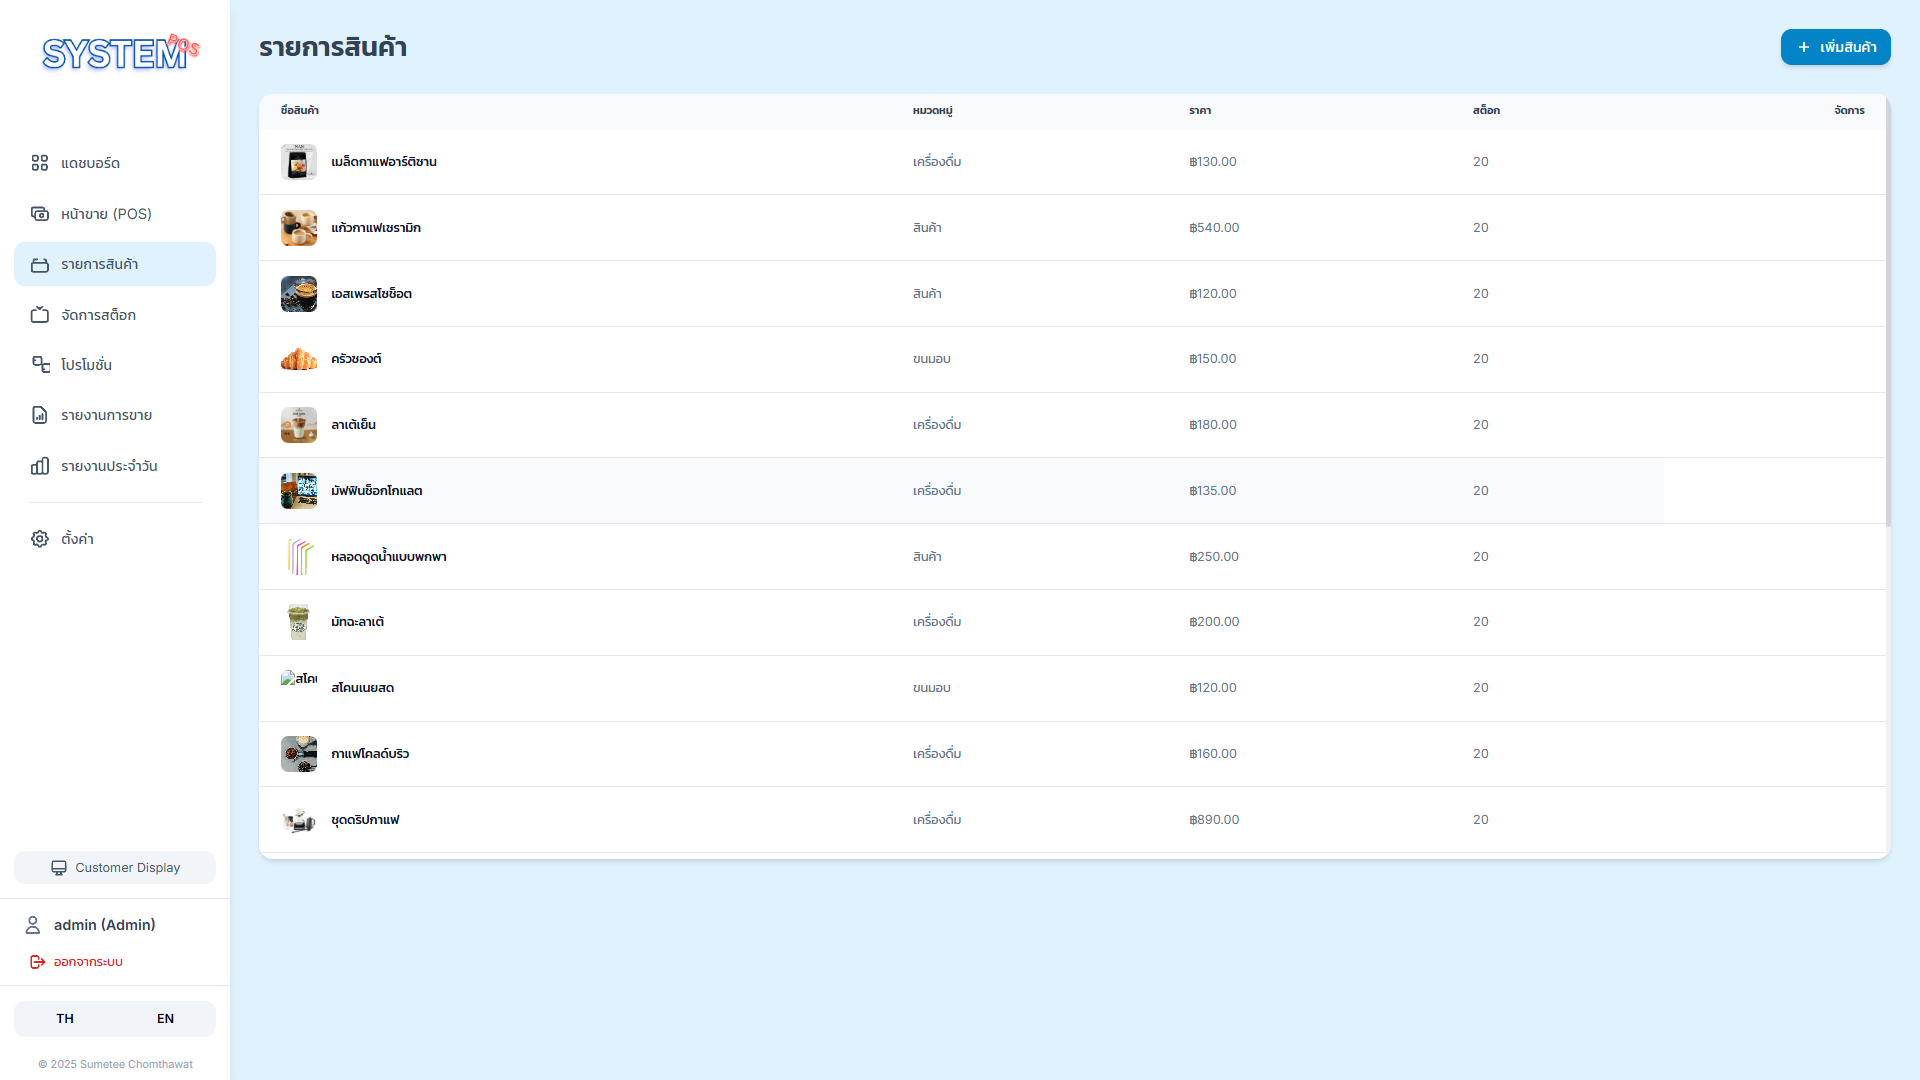 SYSTEM POS
แดชบอร์ด
หน้าขาย (POS)
รายการสินค้า
จัดการสต็อก
โปรโมชั่น
รายงานการขาย
รายงานประจำวัน
ตั้งค่า
Customer Display
admin (Admin)
ออกจากระบบ
TH EN
© 2025 Sumetee Chomthawat
รายการสินค้า
+ เพิ่มสินค้า
ชื่อสินค้า หมวดหมู่ ราคา สต็อก จัดการ
เมล็ดกาแฟอาร์ติซาน เครื่องดื่ม ฿130.00 20
แก้วกาแฟเซรามิก สินค้า ฿540.00 20
เอสเพรสโซช็อต สินค้า ฿120.00 20
ครัวซองต์ ขนมอบ ฿150.00 20
ลาเต้เย็น เครื่องดื่ม ฿180.00 20
มัฟฟินช็อกโกแลต เครื่องดื่ม ฿135.00 20
หลอดดูดน้ำแบบพกพา สินค้า ฿250.00 20
มัทฉะลาเต้ เครื่องดื่ม ฿200.00 20
สโคนเนยสด ขนมอบ ฿120.00 20
กาแฟโคลด์บริว เครื่องดื่ม ฿160.00 20
ชุดดริปกาแฟ เครื่องดื่ม ฿890.00 20